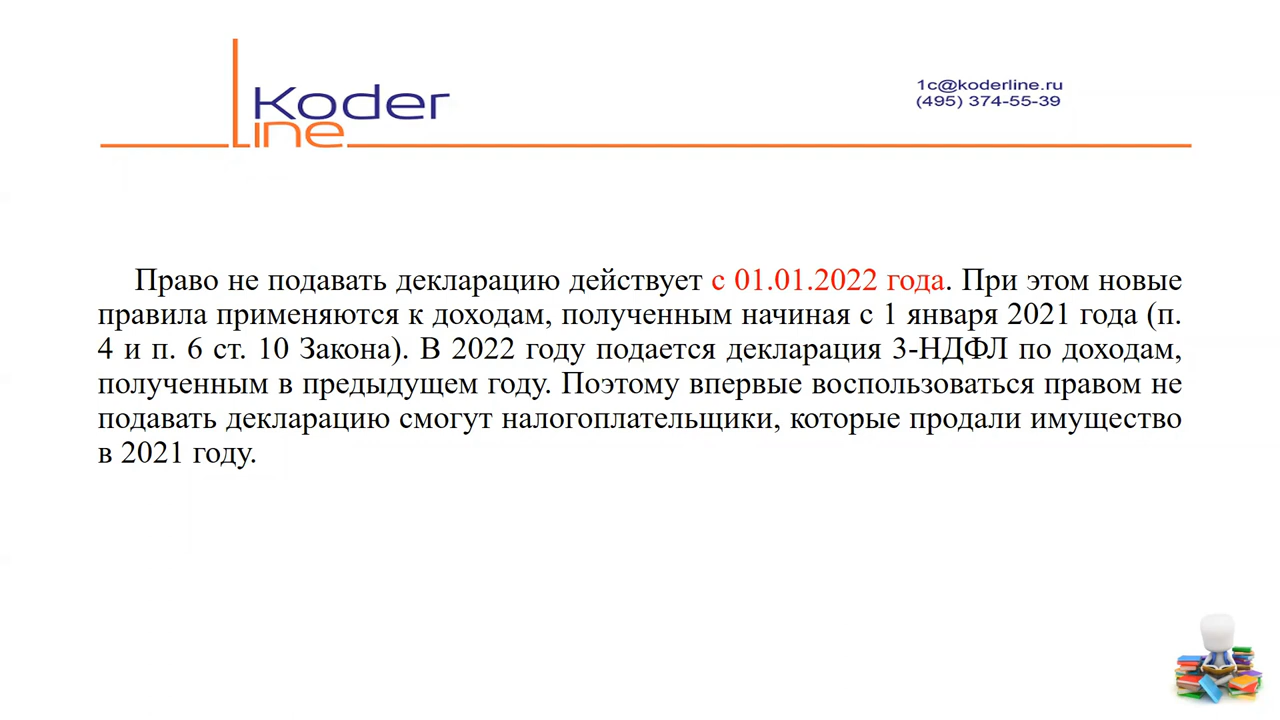 Koder
Line
1c@koderline.ru
(495) 374-55-39
Право не подавать декларацию действует с 01.01.2022 года. При этом новые
правила применяются к доходам, полученным начиная с 1 января 2021 года (п.
4 и п. 6 ст. 10 Закона). В 2022 году подается декларация 3-НДФЛ по доходам,
полученным в предыдущем году. Поэтому впервые воспользоваться правом не
подавать декларацию смогут налогоплательщики, которые продали имущество
в 2021 году.